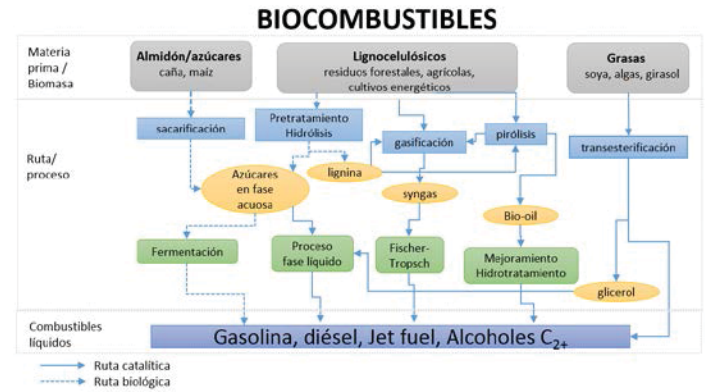 BIOCOMBUSTIBLES
Materia
prima /
Biomasa
Almidón/azúcares
caña, maíz
Lignocelulósicos
residuos forestales, agrícolas,
cultivos energéticos
Grasas
soya, algas, girasol
Ruta/
proceso
sacarificación
Pretratamiento
Hidrólisis
gasificación
pirólisis
transesterificación
Azúcares
en fase
acuosa
lignina
syngas
Bio-oil
Fermentación
Proceso
fase líquido
Fischer-
Tropsch
Mejoramiento
Hidrotratamiento
glicerol
Combustibles
líquidos
Gasolina, diésel, Jet fuel, Alcoholes C₂₊
Ruta catalítica
Ruta biológica